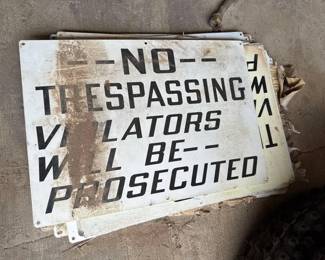 --NO--
TRESPASSING
VIOLATORS
WILL BE--
PROSECUTED